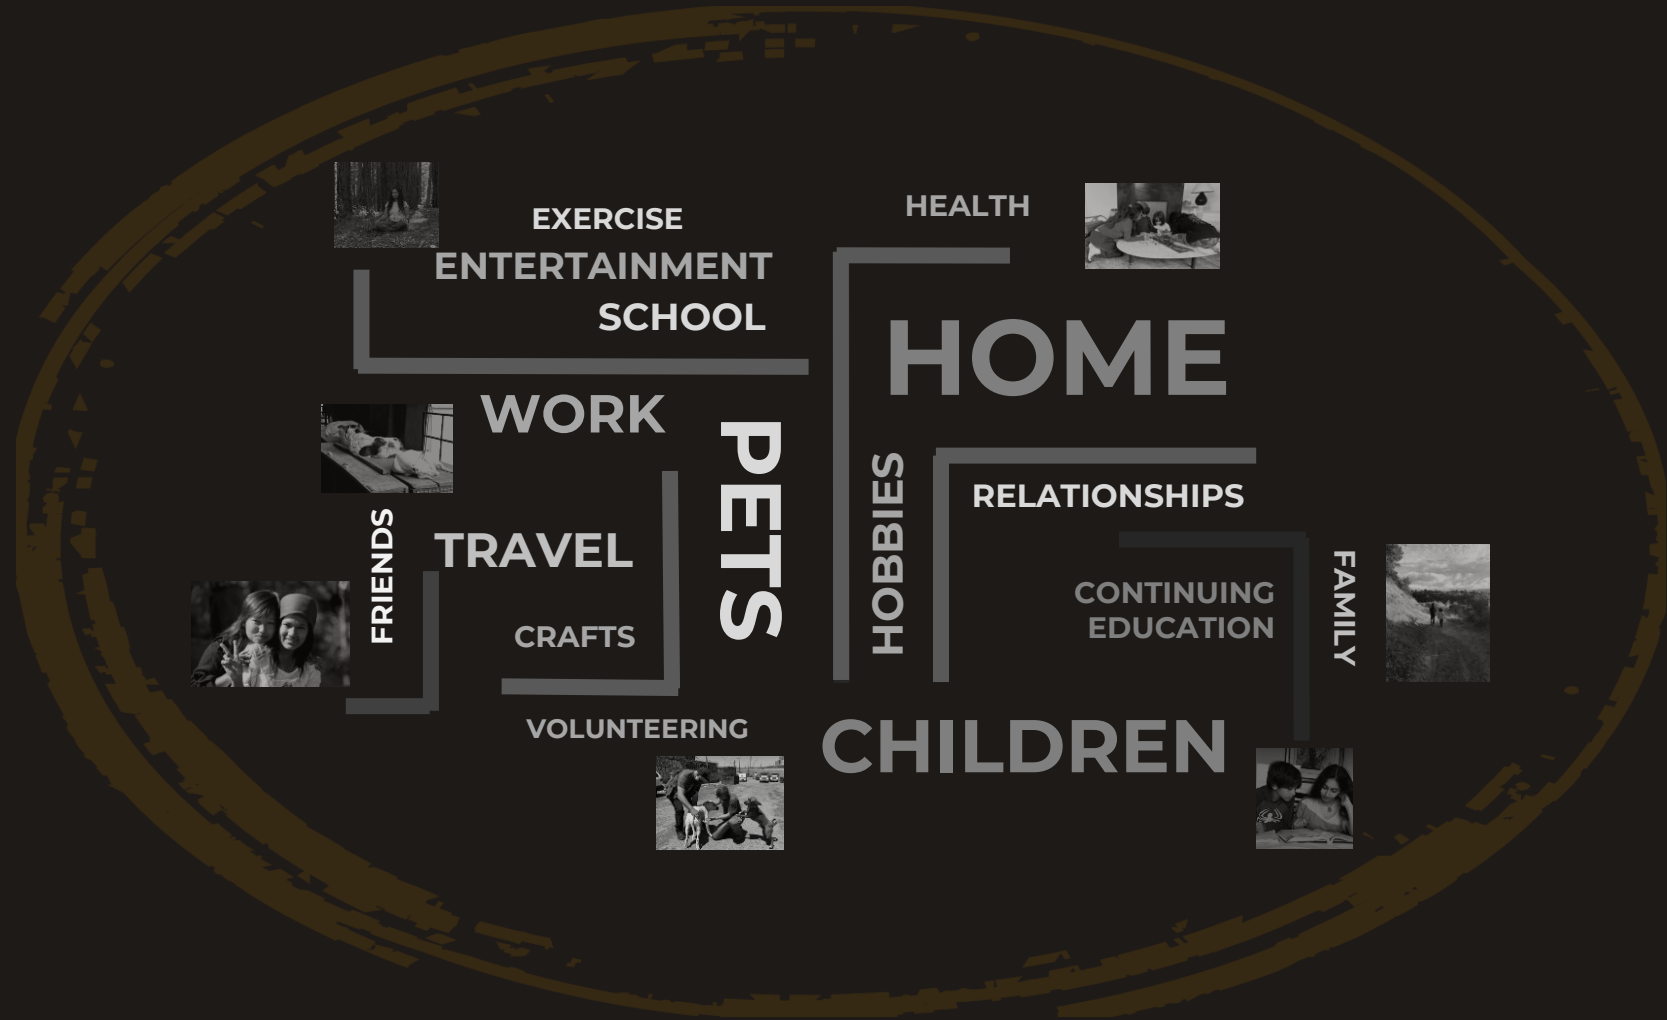 EXERCISE
ENTERTAINMENT
SCHOOL
HEALTH
HOME
WORK
PETS
HOBBIES
RELATIONSHIPS
FRIENDS
TRAVEL
CRAFTS
CONTINUING
EDUCATION
FAMILY
VOLUNTEERING
CHILDREN